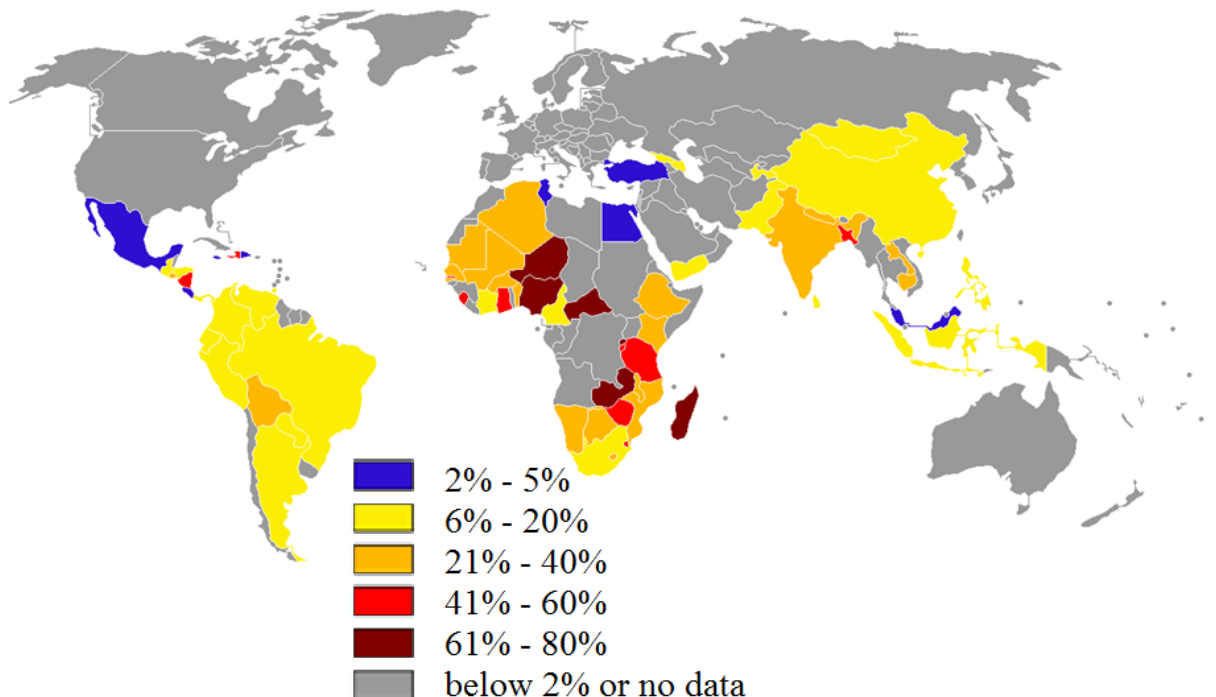 2% - 5%
6% - 20%
21% - 40%
41% - 60%
61% - 80%
below 2% or no data